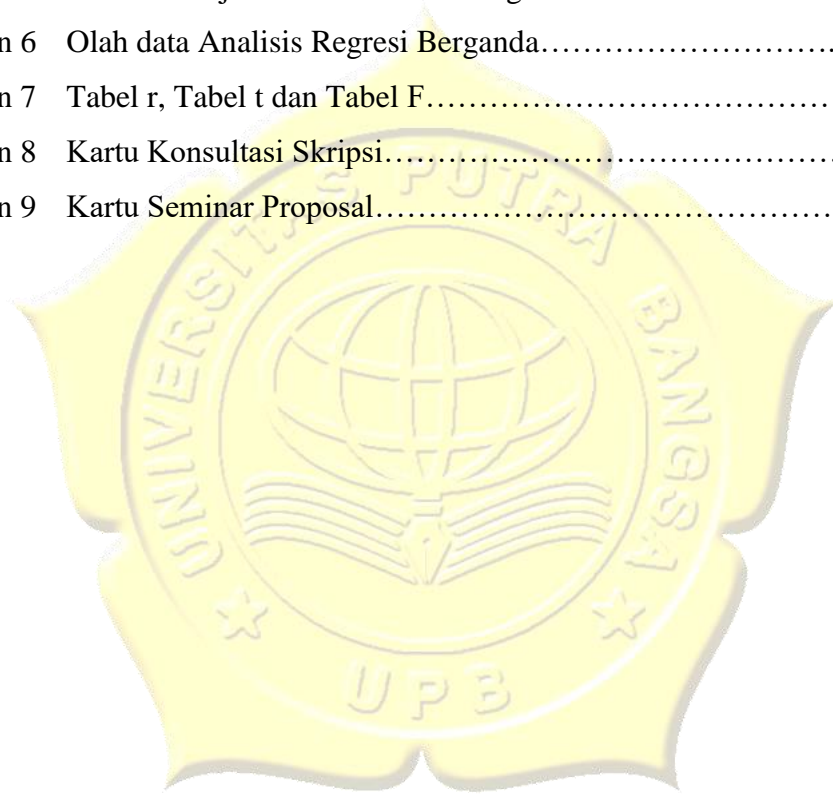 n 6 Olah data Analisis Regresi Berganda……………………………..
n 7 Tabel r, Tabel t dan Tabel F…………………………………………
n 8 Kartu Konsultasi Skripsi…………..…………………………………
n 9 Kartu Seminar Proposal………………………………………………
UNIVERSITAS PUTRA BANGSA
UPB